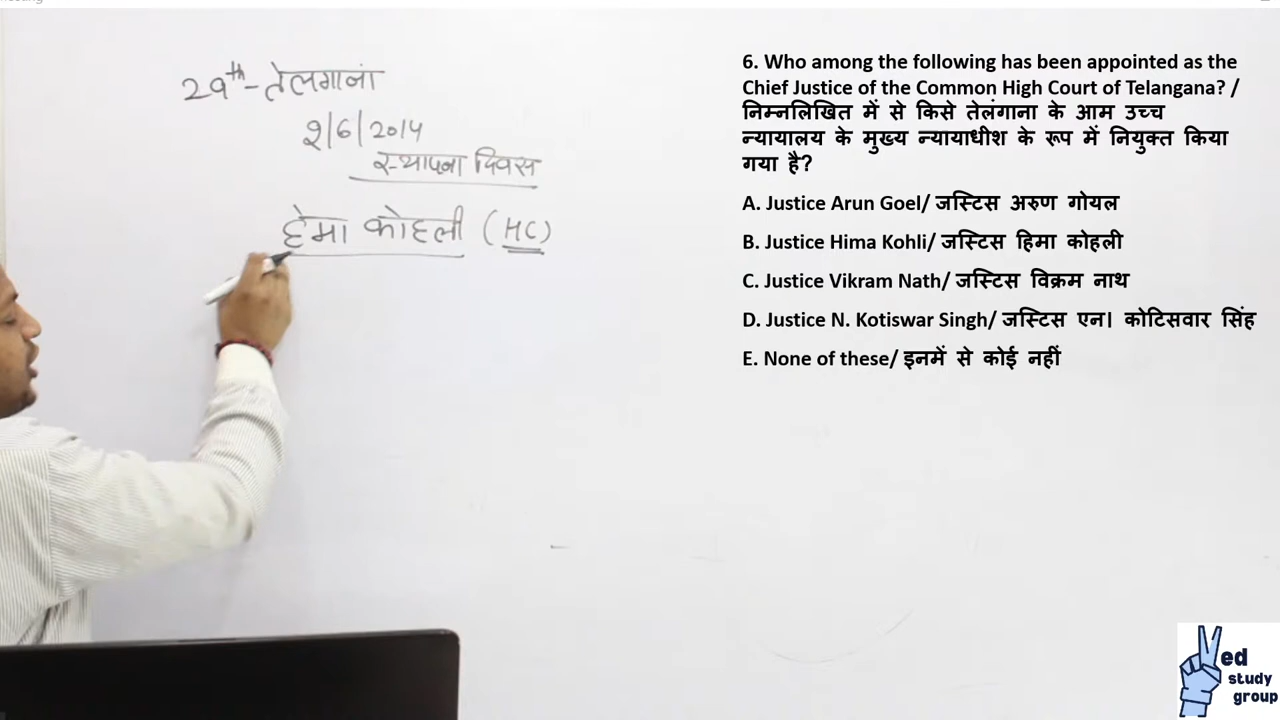 29th - तेलगानां
2/6/2014
स्थापना दिवस
हेमा कोहली (HC)
6. Who among the following has been appointed as the
Chief Justice of the Common High Court of Telangana? /
निम्नलिखित में से किसे तेलंगाना के आम उच्च
न्यायालय के मुख्य न्यायाधीश के रूप में नियुक्त किया
गया है?
A. Justice Arun Goel/ जस्टिस अरुण गोयल
B. Justice Hima Kohli/ जस्टिस हिमा कोहली
C. Justice Vikram Nath/ जस्टिस विक्रम नाथ
D. Justice N. Kotiswar Singh/ जस्टिस एन। कोटिसवार सिंह
E. None of these/ इनमें से कोई नहीं
Ved
study
group